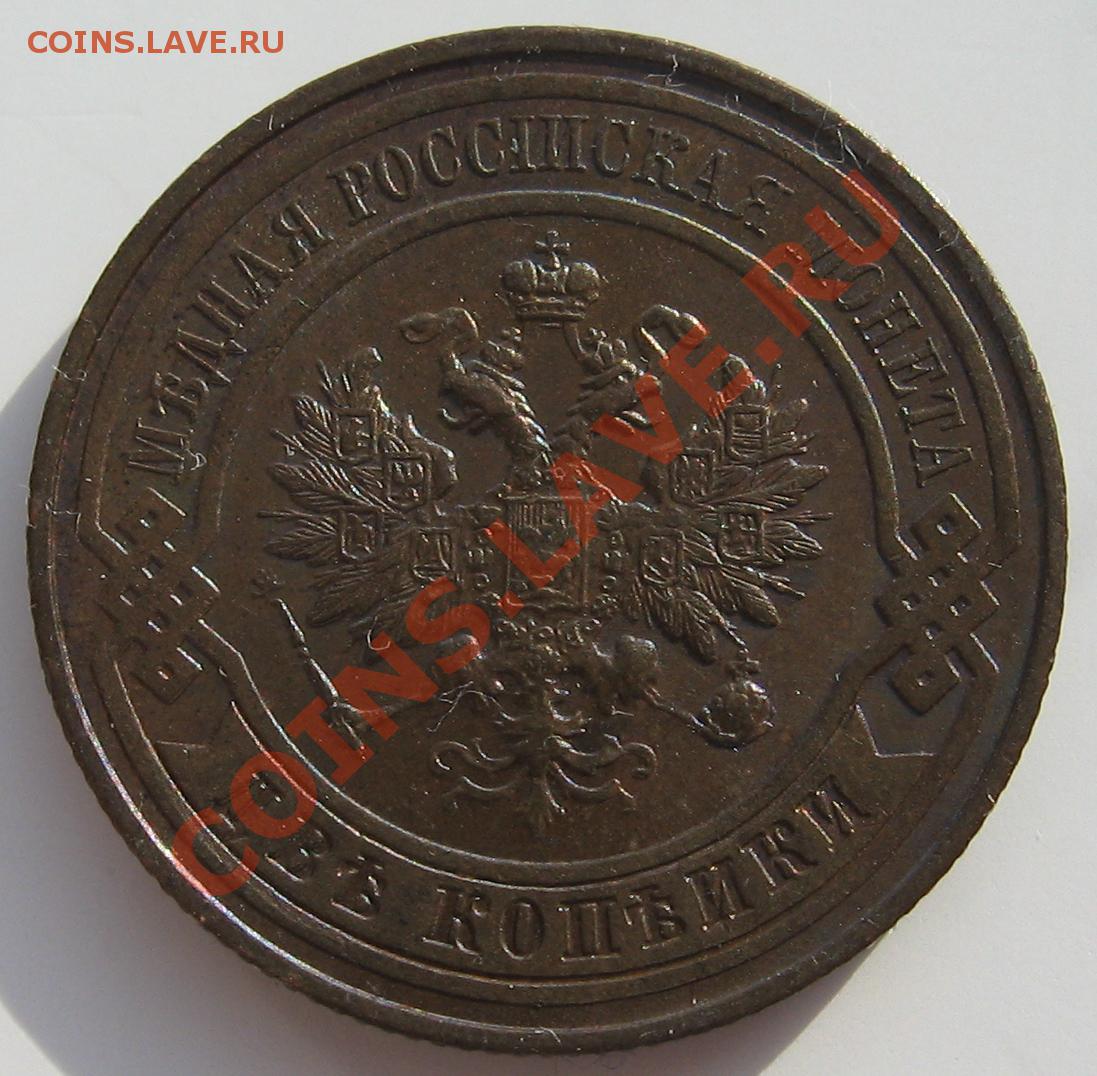 COINS.LAVE.RU
МѢДНАЯ РОССІЙСКАЯ МОНЕТА
ДВѢ КОПѢЙКИ
COINS.LAVE.RU